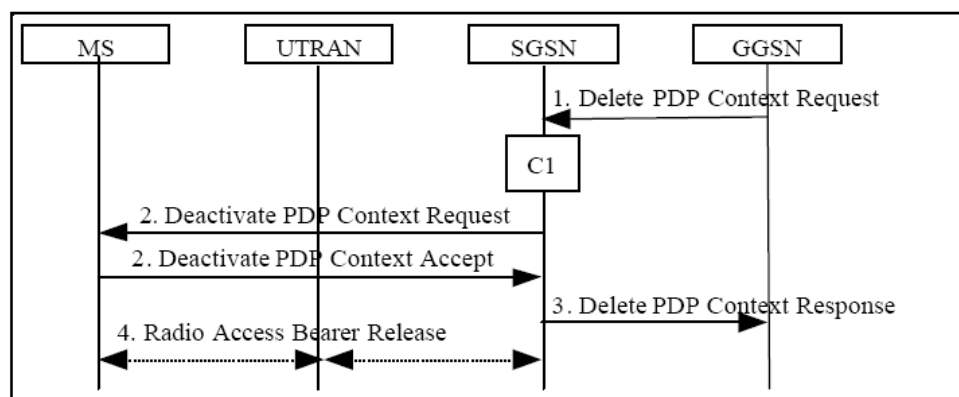 MS UTRAN SGSN GGSN
1. Delete PDP Context Request
C1
2. Deactivate PDP Context Request
2. Deactivate PDP Context Accept
3. Delete PDP Context Response
4. Radio Access Bearer Release